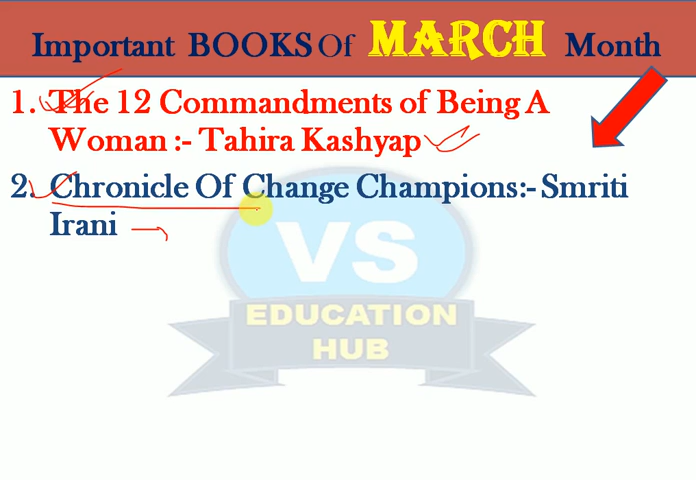 Important BOOKS Of MARCH Month
1. The 12 Commandments of Being A
Woman :- Tahira Kashyap
2. Chronicle Of Change Champions:- Smriti
Irani
VS
EDUCATION
HUB